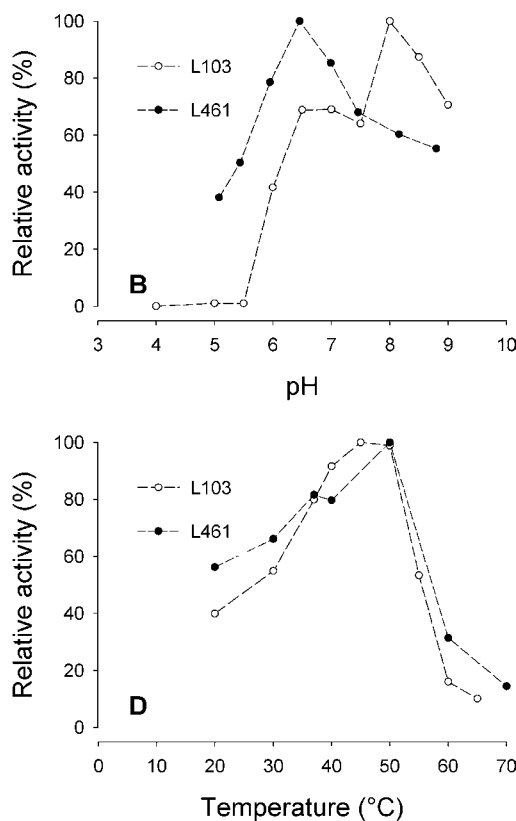 100
80
60
40
20
0
Relative activity (%)
L103
L461
B
3 4 5 6 7 8 9 10
pH
100
80
60
40
20
0
Relative activity (%)
L103
L461
D
0 10 20 30 40 50 60 70
Temperature (°C)